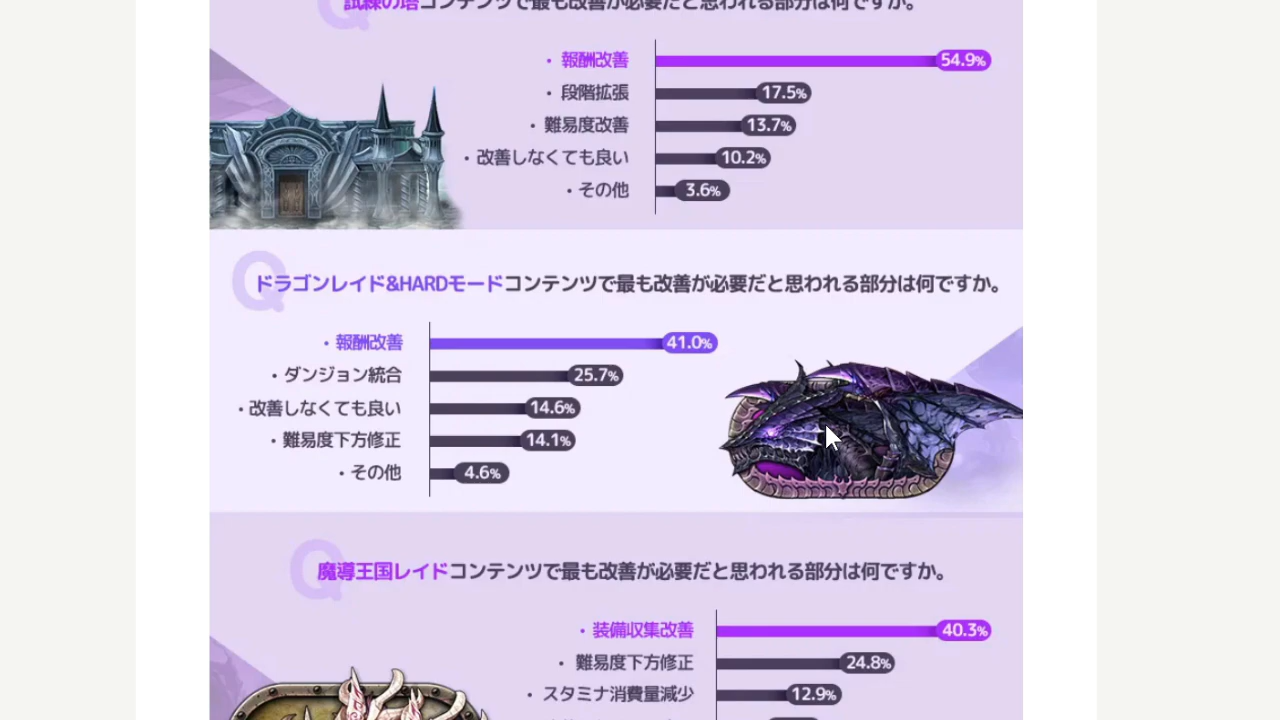 試練の塔コンテンツで最も改善が必要だと思われる部分は何ですか。
・報酬改善 54.9%
・段階拡張 17.5%
・難易度改善 13.7%
・改善しなくても良い 10.2%
・その他 3.6%
Q
ドラゴンレイド&HARDモードコンテンツで最も改善が必要だと思われる部分は何ですか。
・報酬改善 41.0%
・ダンジョン統合 25.7%
・改善しなくても良い 14.6%
・難易度下方修正 14.1%
・その他 4.6%
Q
魔導王国レイドコンテンツで最も改善が必要だと思われる部分は何ですか。
・装備収集改善 40.3%
・難易度下方修正 24.8%
・スタミナ消費量減少 12.9%